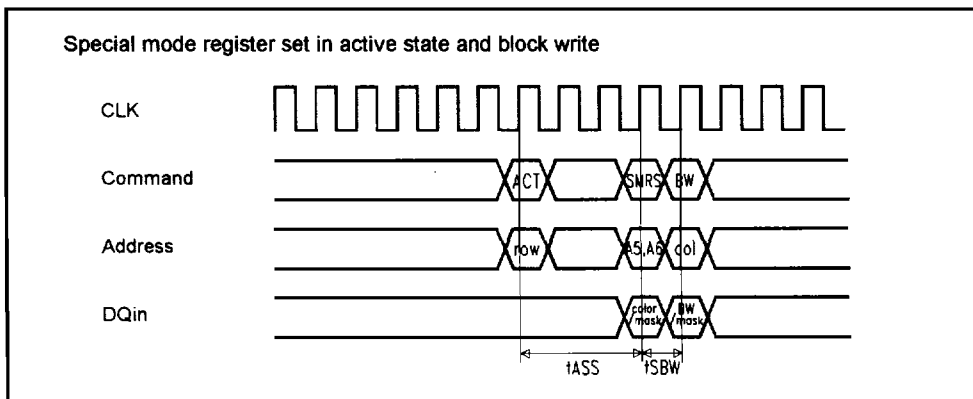 Special mode register set in active state and block write
CLK
Command
ACT
SMRS
BW
Address
row
A5,A6
col
DQin
color
/mask
BW
/mask
tASS
tSBW